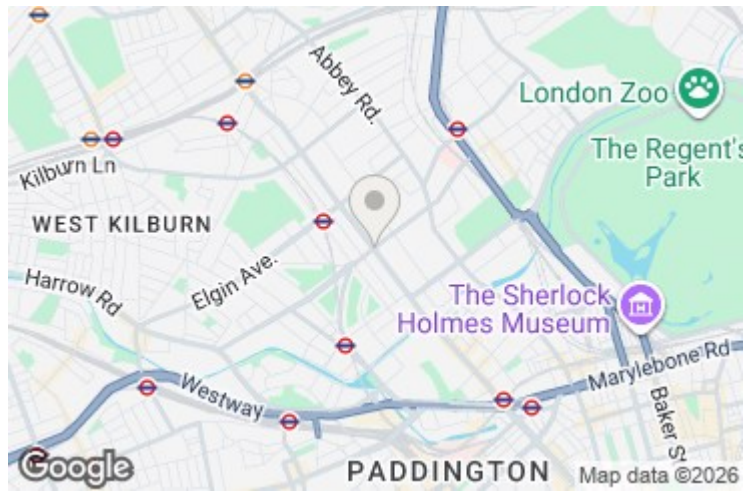 Abbey Rd.
London Zoo
The Regent's
Park
Kilburn Ln
WEST KILBURN
Elgin Ave.
Harrow Rd
The Sherlock
Holmes Museum
Marylebone Rd
Westway
Baker St
PADDINGTON
Google
Map data ©2026